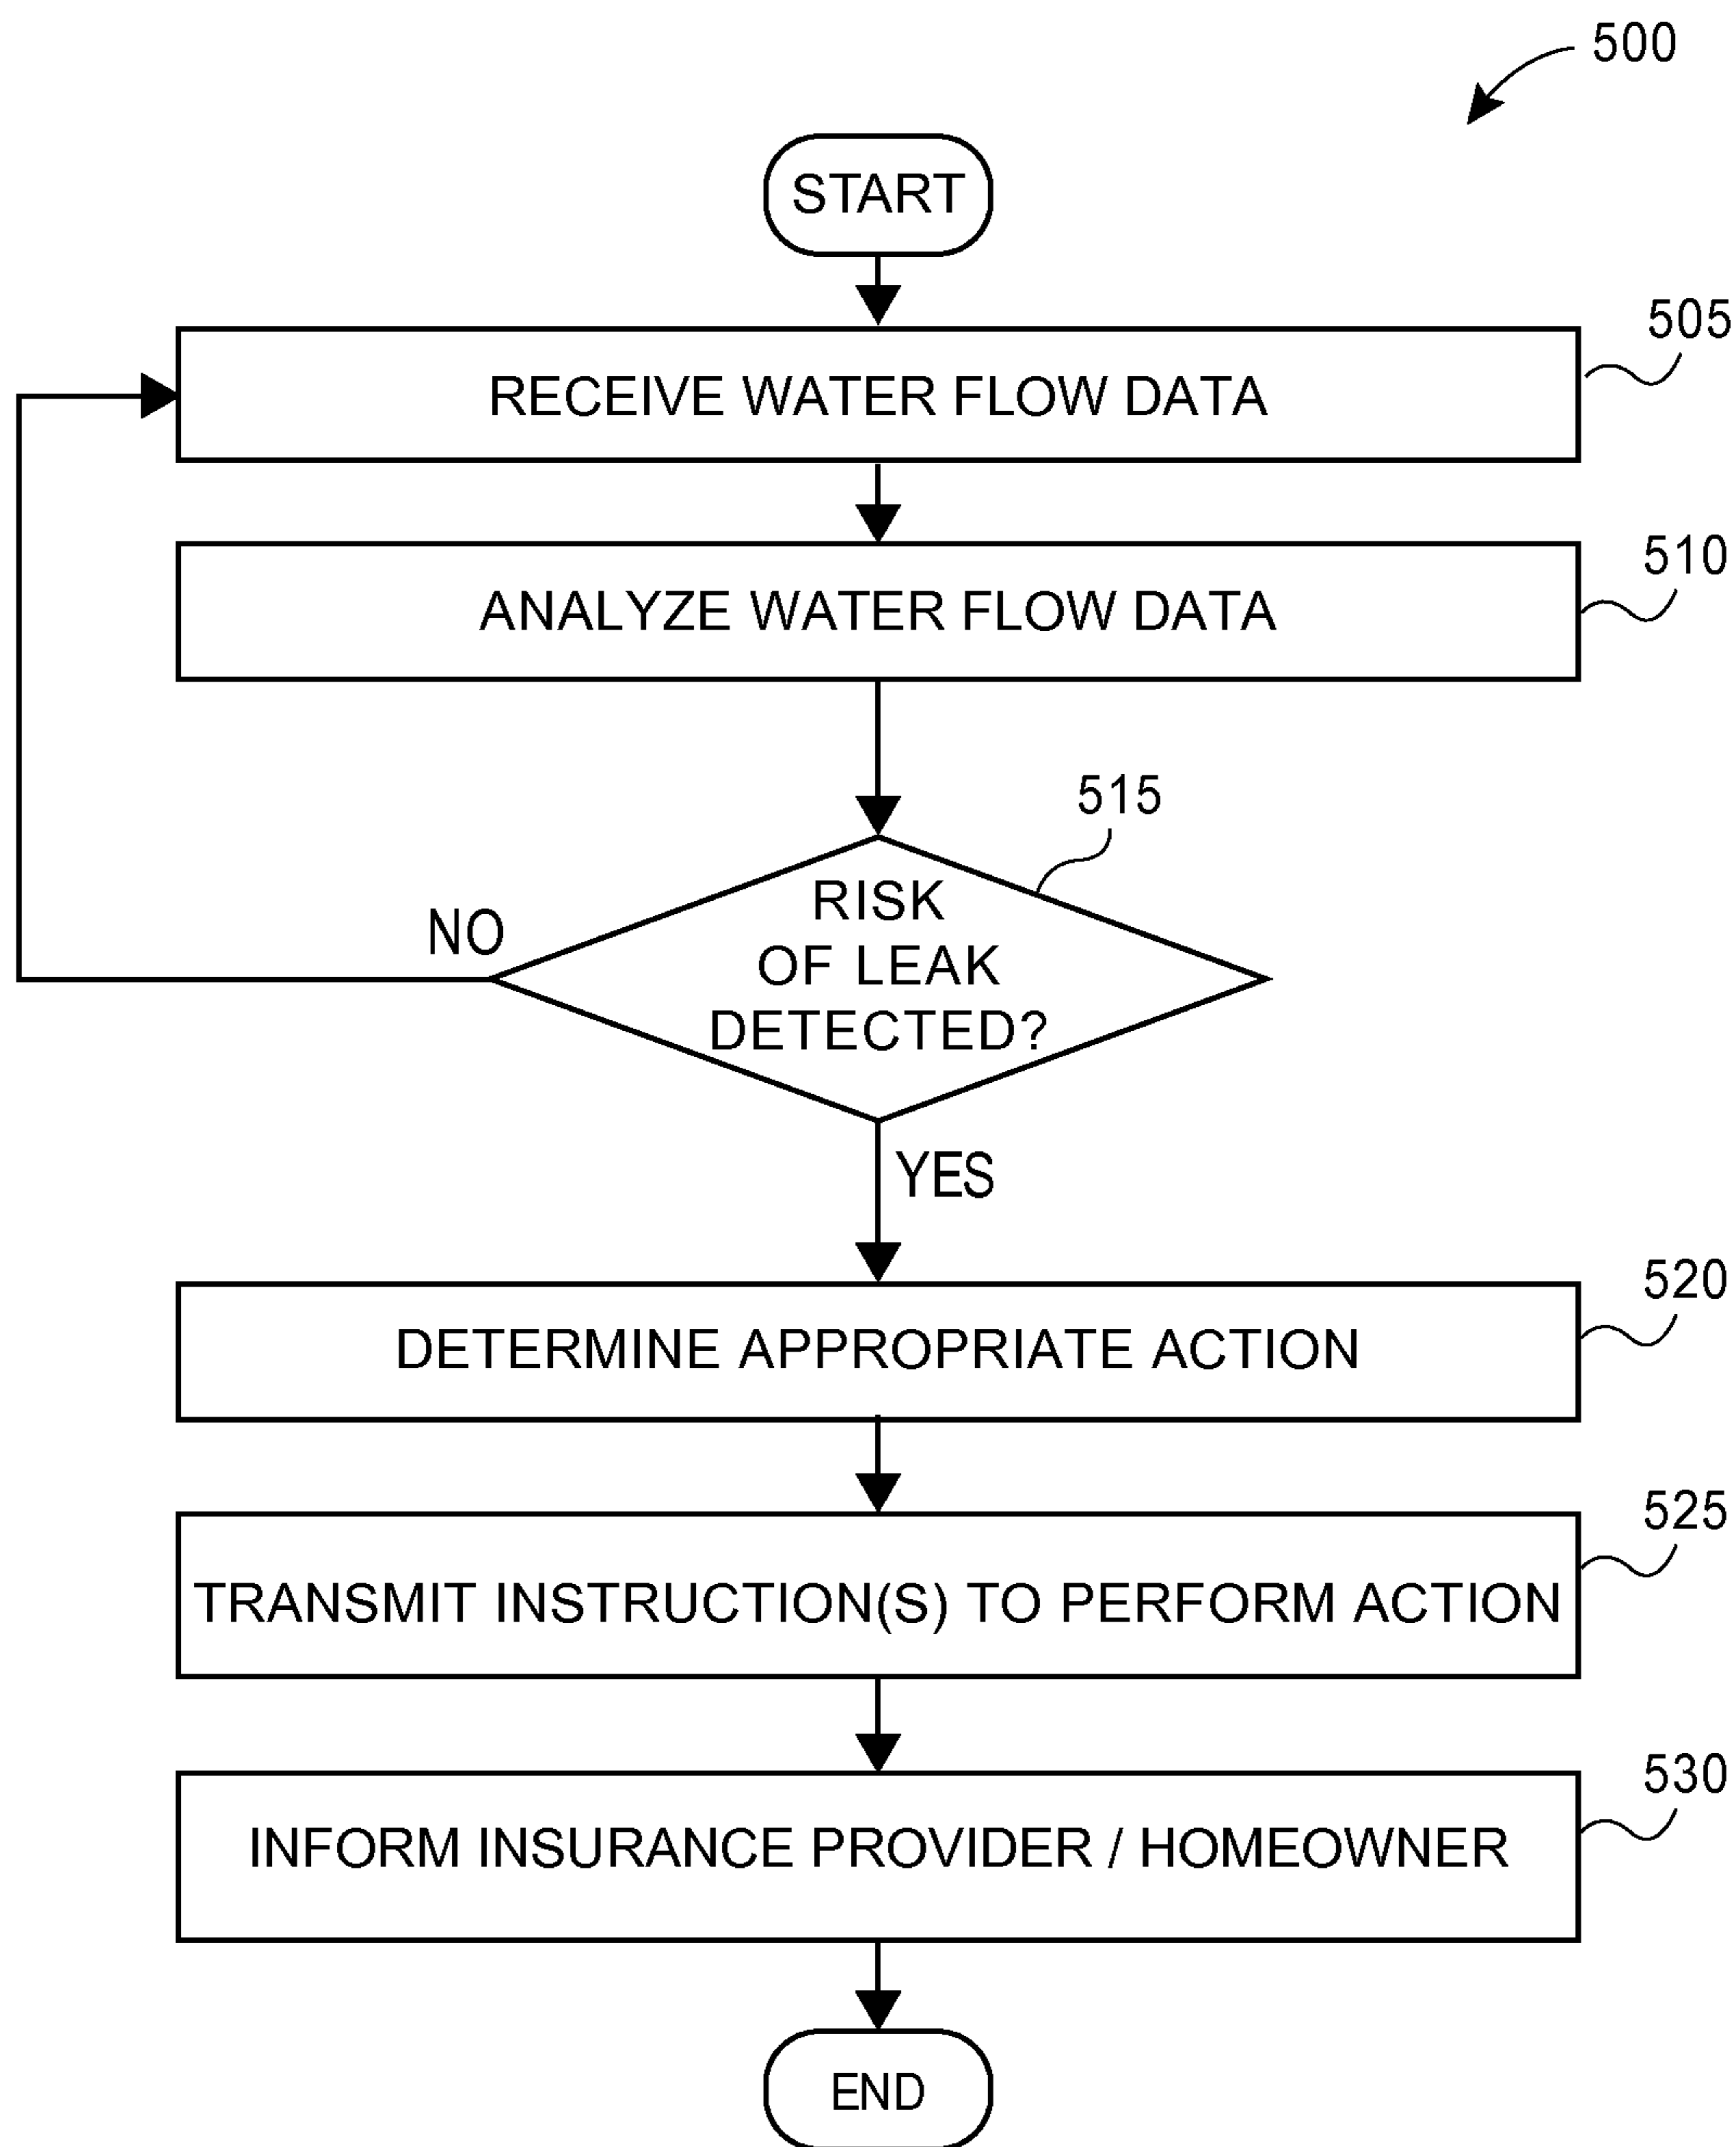 500
START
505
RECEIVE WATER FLOW DATA
510
ANALYZE WATER FLOW DATA
515
RISK
OF LEAK
DETECTED?
NO
YES
520
DETERMINE APPROPRIATE ACTION
525
TRANSMIT INSTRUCTION(S) TO PERFORM ACTION
530
INFORM INSURANCE PROVIDER / HOMEOWNER
END